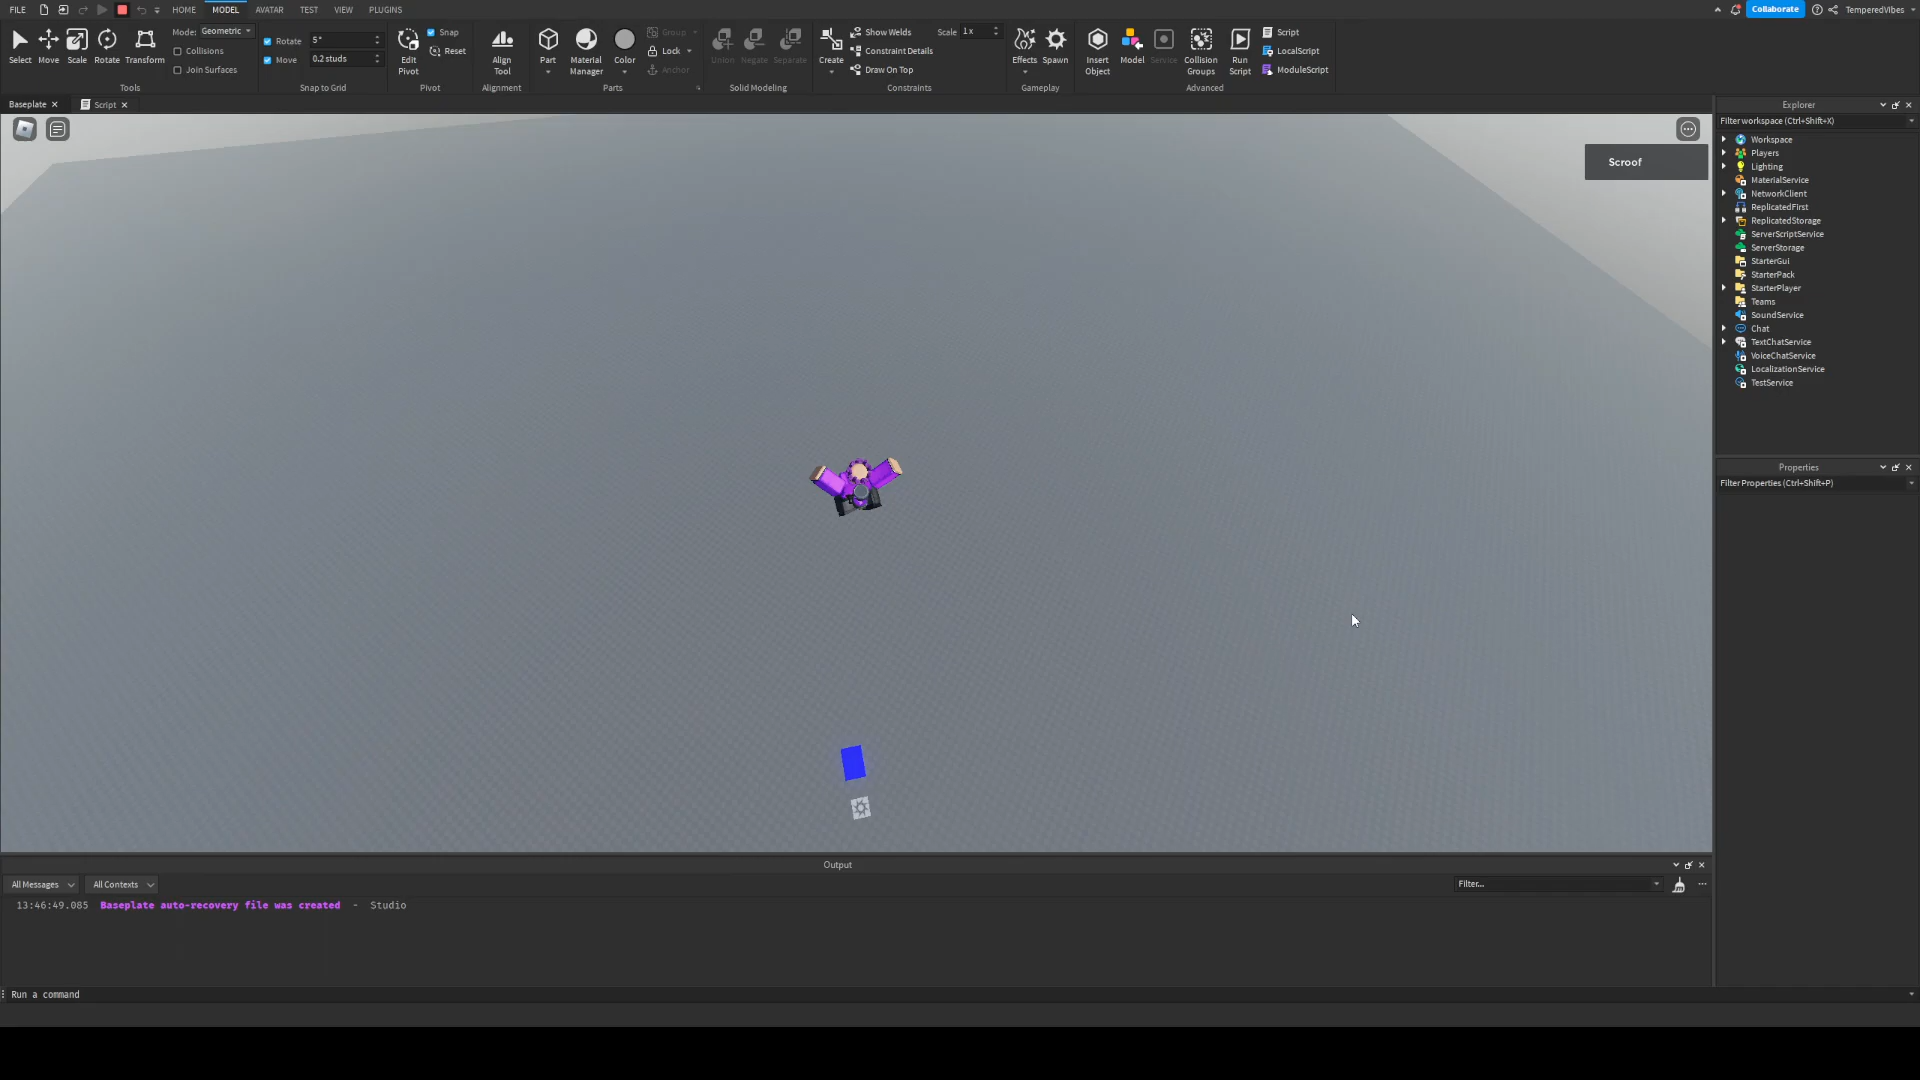 FILE HOME MODEL AVATAR TEST VIEW PLUGINS Collaborate TemperedVibes
Select Move Scale Rotate Transform
Mode: Geometric
Collisions
Join Surfaces
Tools
Rotate 5°
Move 0.2 studs
Snap to Grid
Edit Pivot
Snap
Reset
Pivot
Align Tool
Alignment
Part Material Manager Color
Group
Lock
Anchor
Parts
Union Negate Separate
Solid Modeling
Create
Show Welds
Constraint Details
Draw On Top
Scale 1x
Constraints
Effects Spawn
Gameplay
Insert Object Model Service Collision Groups Run Script
Script
LocalScript
ModuleScript
Advanced
Baseplate Script
Scroof
Explorer
Filter workspace (Ctrl+Shift+X)
Workspace
Players
Lighting
MaterialService
NetworkClient
ReplicatedFirst
ReplicatedStorage
ServerScriptService
ServerStorage
StarterGui
StarterPack
StarterPlayer
Teams
SoundService
Chat
TextChatService
VoiceChatService
LocalizationService
TestService
Properties
Filter Properties (Ctrl+Shift+P)
Output
All Messages All Contexts Filter...
13:46:49.085 Baseplate auto-recovery file was created - Studio
Run a command